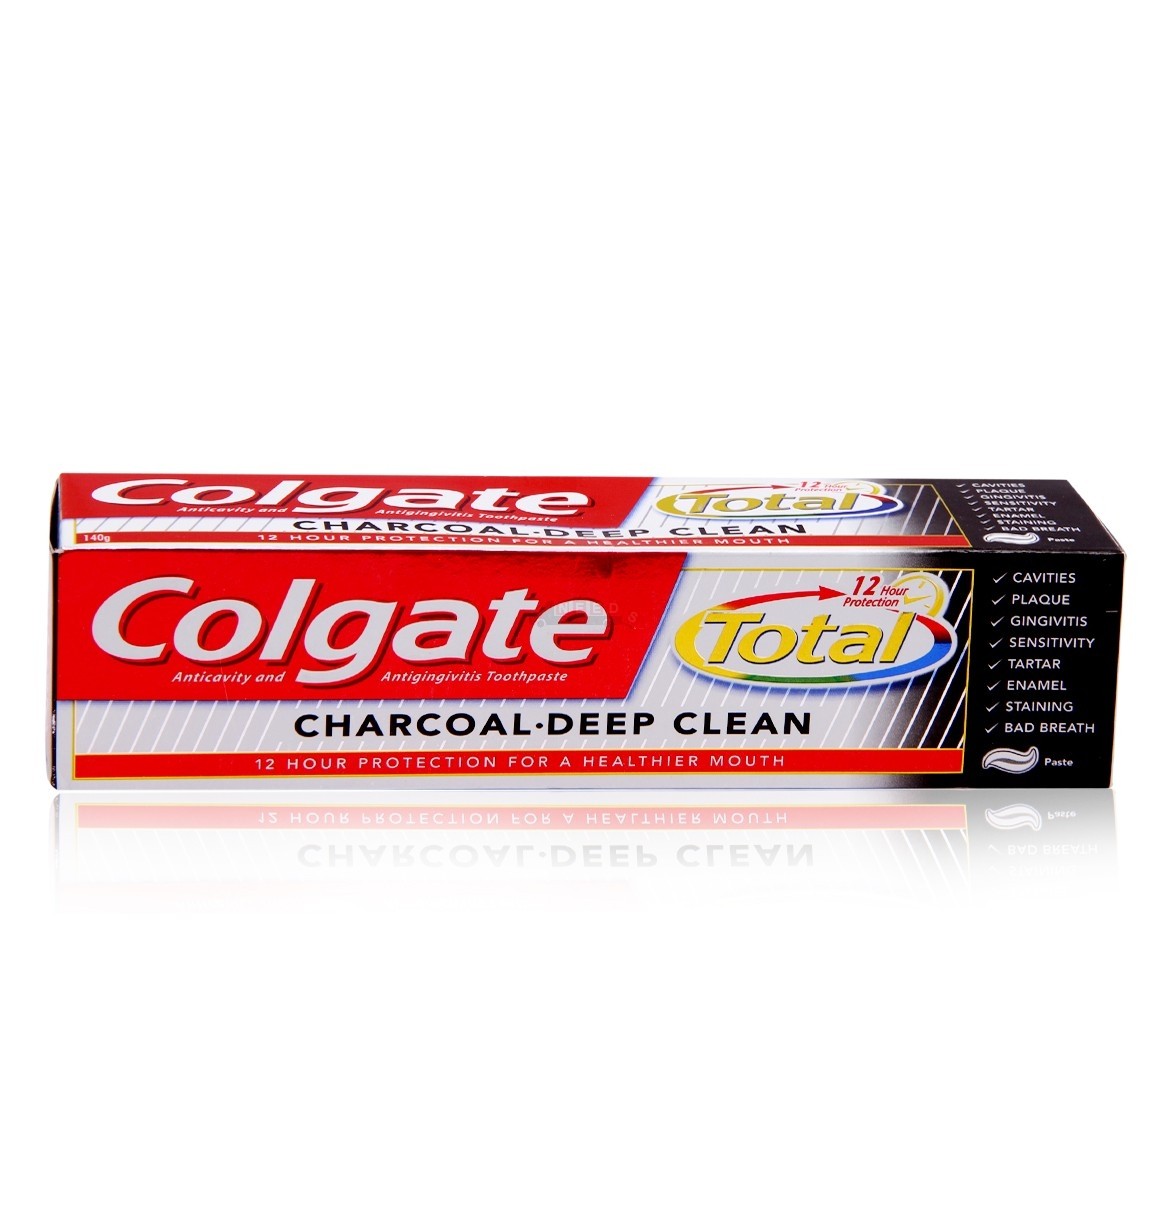 Colgate
Anticavity and Antigingivitis Toothpaste
CHARCOAL·DEEP CLEAN
140g
12 HOUR PROTECTION FOR A HEALTHIER MOUTH
12 Hour
Protection
Total
✓ CAVITIES
✓ PLAQUE
✓ GINGIVITIS
✓ SENSITIVITY
✓ TARTAR
✓ ENAMEL
✓ STAINING
✓ BAD BREATH
Paste
Colgate
Anticavity and Antigingivitis Toothpaste
CHARCOAL·DEEP CLEAN
12 HOUR PROTECTION FOR A HEALTHIER MOUTH
12 Hour
Protection
Total
✓ CAVITIES
✓ PLAQUE
✓ GINGIVITIS
✓ SENSITIVITY
✓ TARTAR
✓ ENAMEL
✓ STAINING
✓ BAD BREATH
Paste